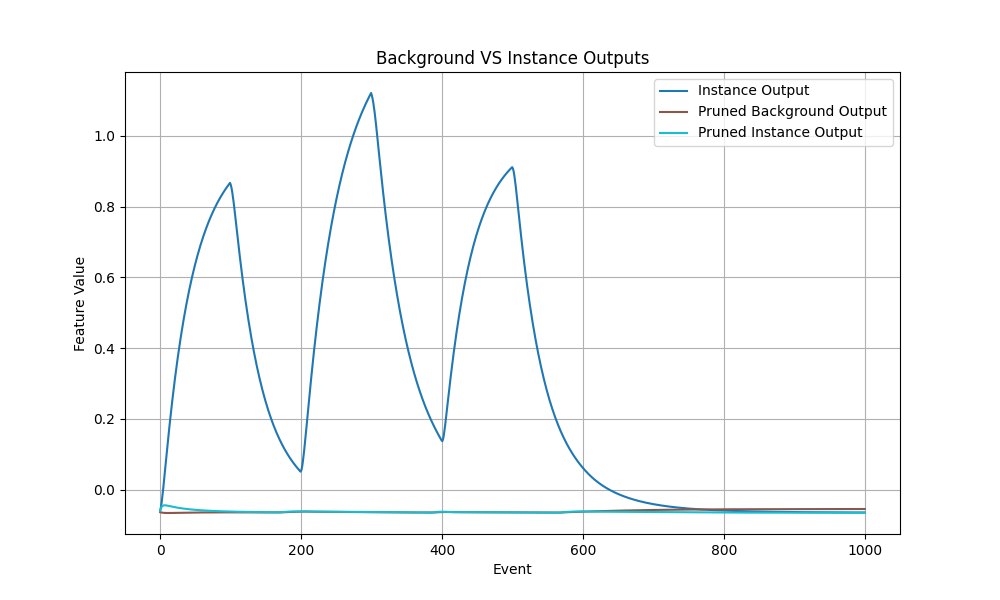 Background VS Instance Outputs
Instance Output
Pruned Background Output
Pruned Instance Output
Feature Value
1.0
0.8
0.6
0.4
0.2
0.0
0 200 400 600 800 1000
Event